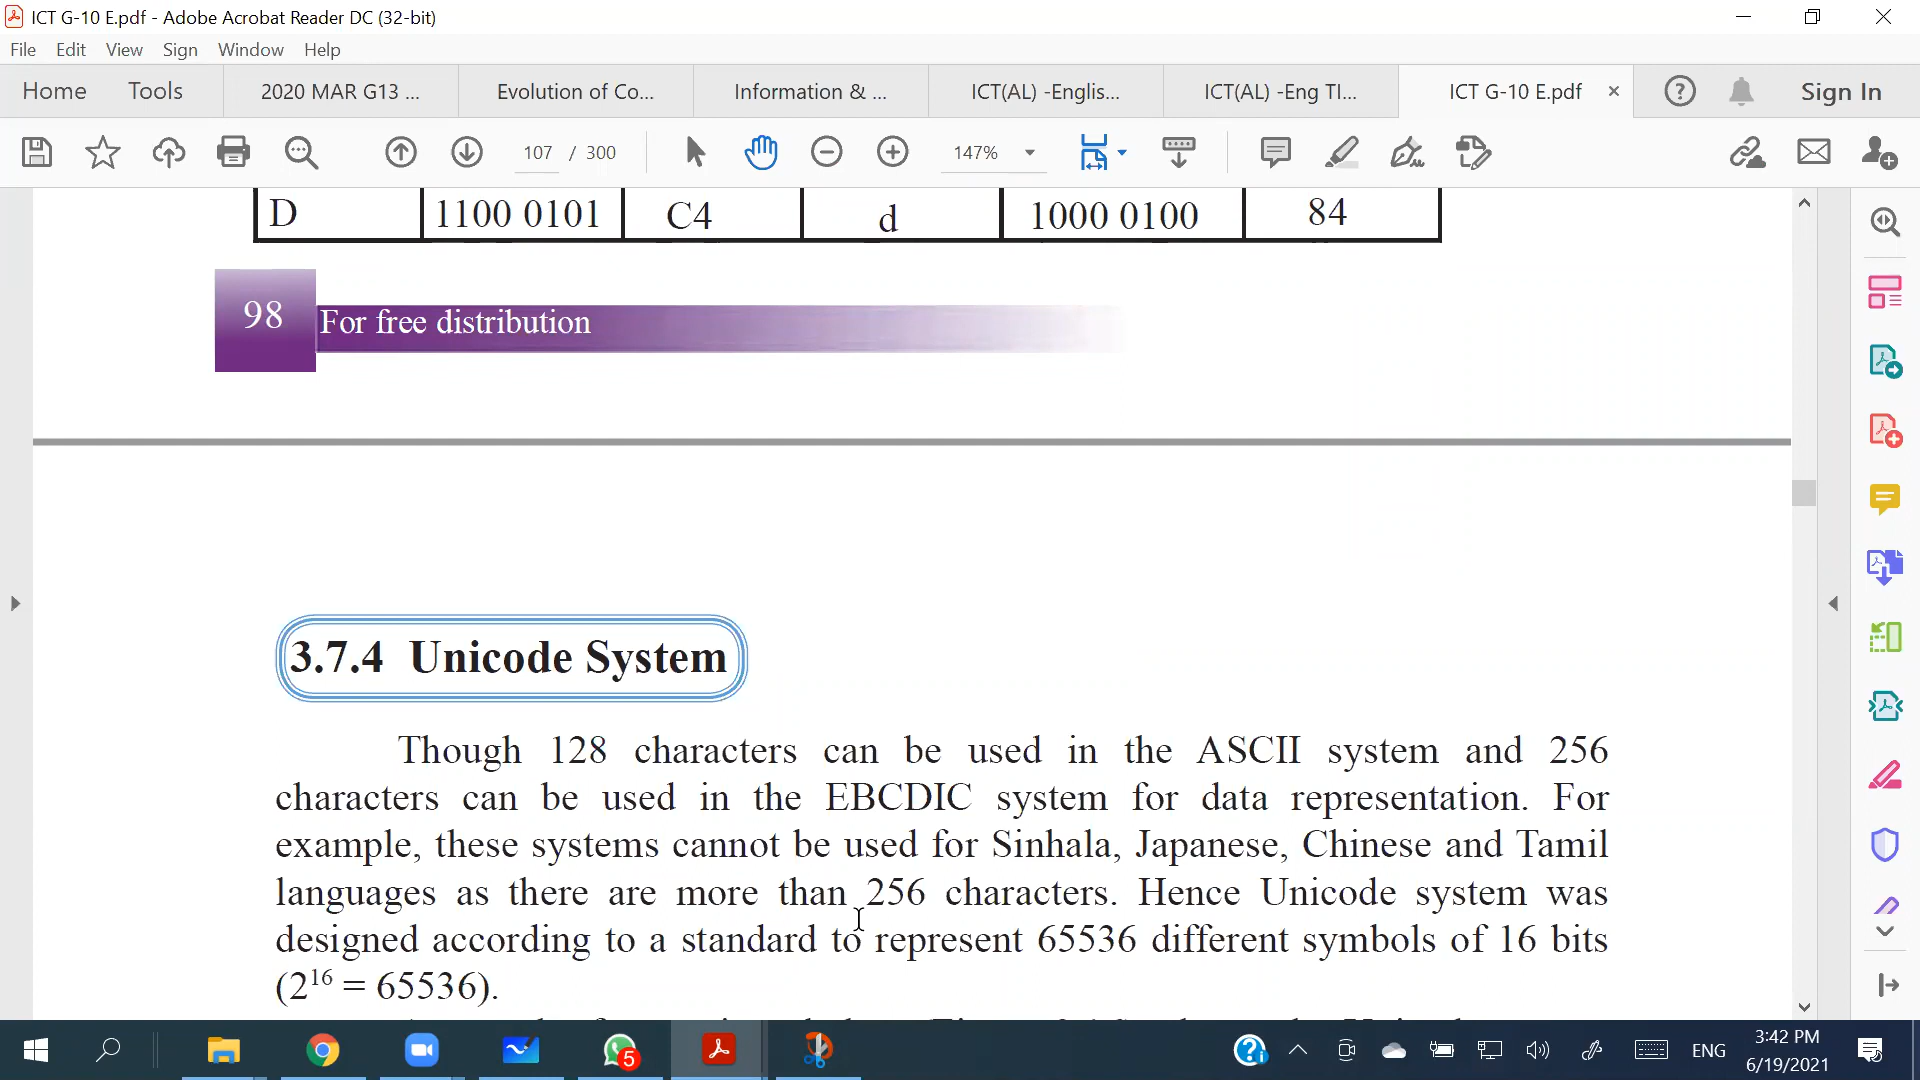 ICT G-10 E.pdf - Adobe Acrobat Reader DC (32-bit)
File Edit View Sign Window Help
Home Tools 2020 MAR G13 ... Evolution of Co... Information & ... ICT(AL) -Englis... ICT(AL) -Eng TI... ICT G-10 E.pdf × Sign In
107 / 300 147%
D 1100 0101 C4 d 1000 0100 84
98 For free distribution
3.7.4 Unicode System
Though 128 characters can be used in the ASCII system and 256
characters can be used in the EBCDIC system for data representation. For
example, these systems cannot be used for Sinhala, Japanese, Chinese and Tamil
languages as there are more than 256 characters. Hence Unicode system was
designed according to a standard to represent 65536 different symbols of 16 bits
(2¹⁶ = 65536).
5 ENG 3:42 PM
6/19/2021